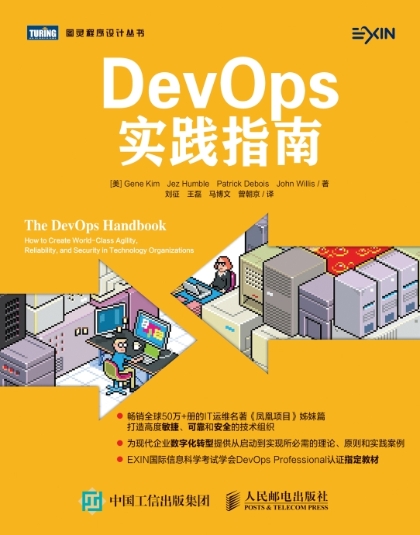 TURING 图灵程序设计丛书
EXIN
DevOps
实践指南
[美] Gene Kim Jez Humble Patrick Debois John Willis 著
刘征 王磊 马博文 曾朝京 译
The DevOps Handbook
How to Create World-Class Agility,
Reliability, and Security in Technology Organizations
畅销全球50万+册的IT运维名著《凤凰项目》姊妹篇
打造高度敏捷、可靠和安全的技术组织
为现代企业数字化转型提供从启动到实现所必需的理论、原则和实践案例
EXIN国际信息科学考试学会DevOps Professional认证指定教材
中国工信出版集团
人民邮电出版社
POSTS & TELECOM PRESS